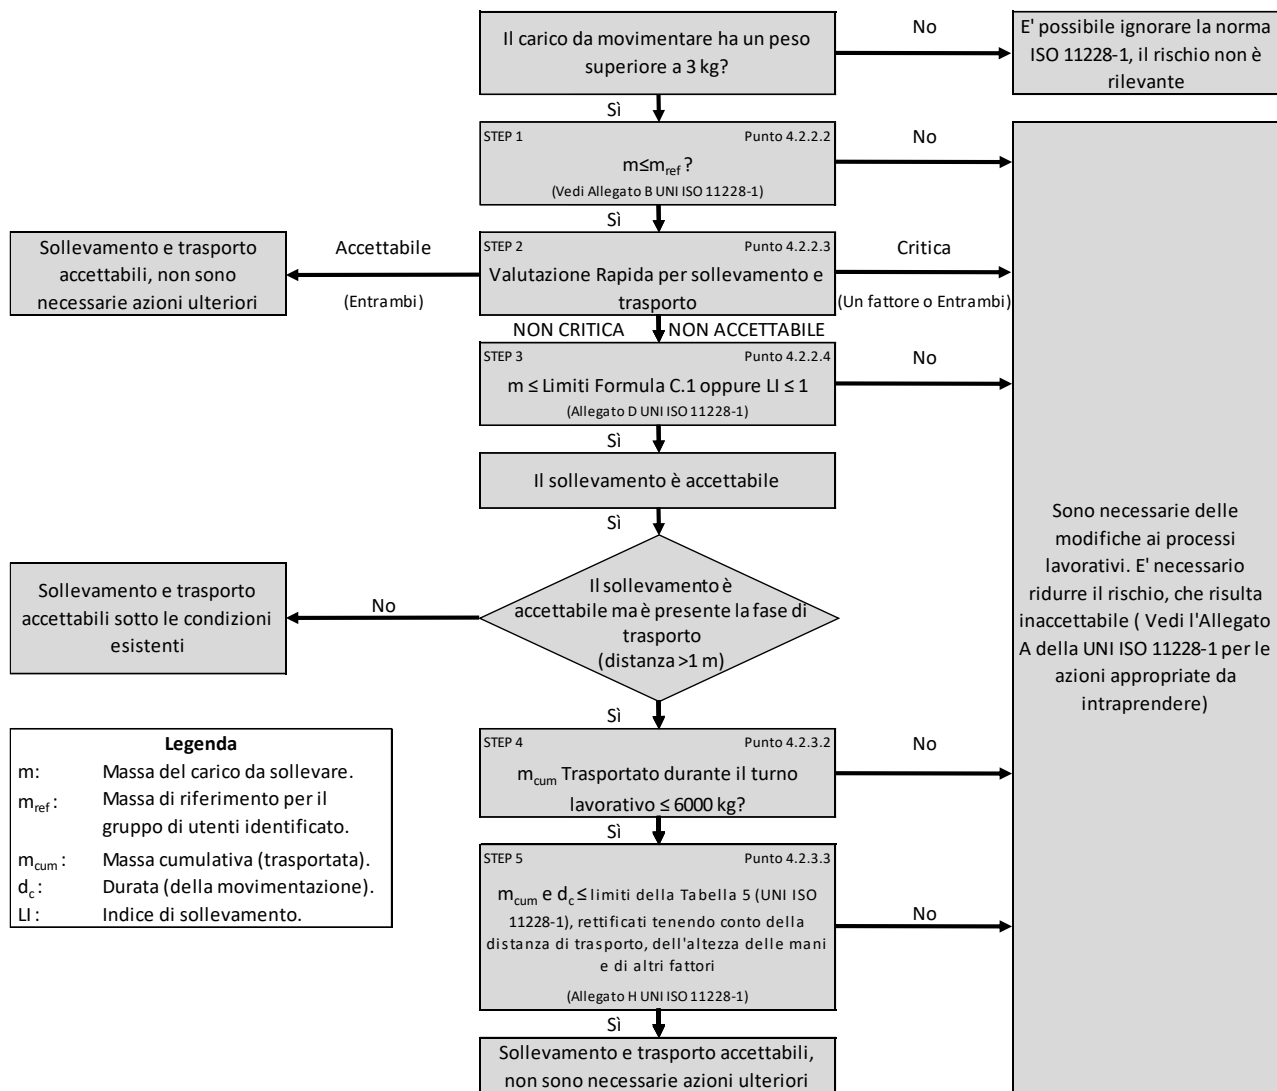 Il carico da movimentare ha un peso
superiore a 3 kg?
No
E' possibile ignorare la norma
ISO 11228-1, il rischio non è
rilevante
Sì
STEP 1 Punto 4.2.2.2
m≤mref ?
(Vedi Allegato B UNI ISO 11228-1)
No
Sì
Sollevamento e trasporto
accettabili, non sono
necessarie azioni ulteriori
Accettabile
(Entrambi)
STEP 2 Punto 4.2.2.3
Valutazione Rapida per sollevamento e
trasporto
Critica
(Un fattore o Entrambi)
NON CRITICA NON ACCETTABILE
STEP 3 Punto 4.2.2.4
m ≤ Limiti Formula C.1 oppure LI ≤ 1
(Allegato D UNI ISO 11228-1)
No
Sì
Il sollevamento è accettabile
Sì
Sono necessarie delle
modifiche ai processi
lavorativi. E' necessario
ridurre il rischio, che risulta
inaccettabile ( Vedi l'Allegato
A della UNI ISO 11228-1 per le
azioni appropriate da
intraprendere)
Il sollevamento è
accettabile ma è presente la fase di
trasporto
(distanza >1 m)
No
Sollevamento e trasporto
accettabili sotto le condizioni
esistenti
Sì
STEP 4 Punto 4.2.3.2
mcum Trasportato durante il turno
lavorativo ≤ 6000 kg?
No
Sì
Legenda
m: Massa del carico da sollevare.
mref : Massa di riferimento per il
gruppo di utenti identificato.
mcum : Massa cumulativa (trasportata).
dc : Durata (della movimentazione).
LI : Indice di sollevamento.
STEP 5 Punto 4.2.3.3
mcum e dc ≤ limiti della Tabella 5 (UNI ISO
11228-1), rettificati tenendo conto della
distanza di trasporto, dell'altezza delle mani
e di altri fattori
(Allegato H UNI ISO 11228-1)
No
Sì
Sollevamento e trasporto accettabili,
non sono necessarie azioni ulteriori